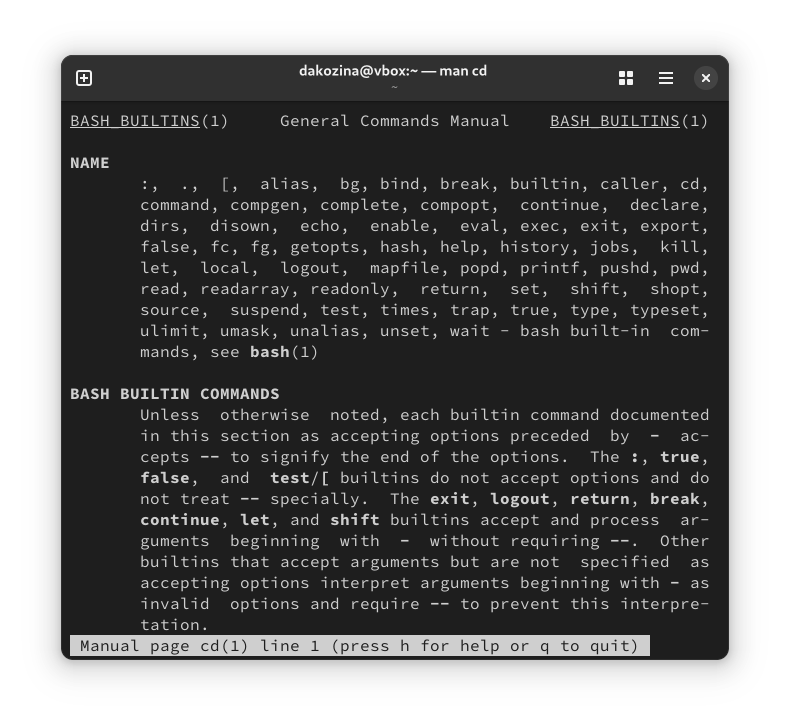 dakozina@vbox:~ — man cd
~
BASH_BUILTINS(1)     General Commands Manual    BASH_BUILTINS(1)
NAME
:,  .,  [,  alias,  bg, bind, break, builtin, caller, cd,
command, compgen, complete, compopt,  continue,  declare,
dirs,  disown,  echo,  enable,  eval, exec, exit, export,
false, fc, fg, getopts, hash, help, history, jobs,  kill,
let,  local,  logout,  mapfile, popd, printf, pushd, pwd,
read, readarray, readonly,  return,  set,  shift,  shopt,
source,  suspend, test, times, trap, true, type, typeset,
ulimit, umask, unalias, unset, wait - bash built-in  com-
mands, see bash(1)
BASH BUILTIN COMMANDS
Unless  otherwise  noted, each builtin command documented
in this section as accepting options preceded  by  -  ac-
cepts -- to signify the end of the options.  The :, true,
false,  and  test/[ builtins do not accept options and do
not treat -- specially.  The exit, logout, return, break,
continue, let, and shift builtins accept and process  ar-
guments  beginning  with  -  without requiring --.  Other
builtins that accept arguments but are not  specified  as
accepting options interpret arguments beginning with - as
invalid  options and require -- to prevent this interpre-
tation.
Manual page cd(1) line 1 (press h for help or q to quit)